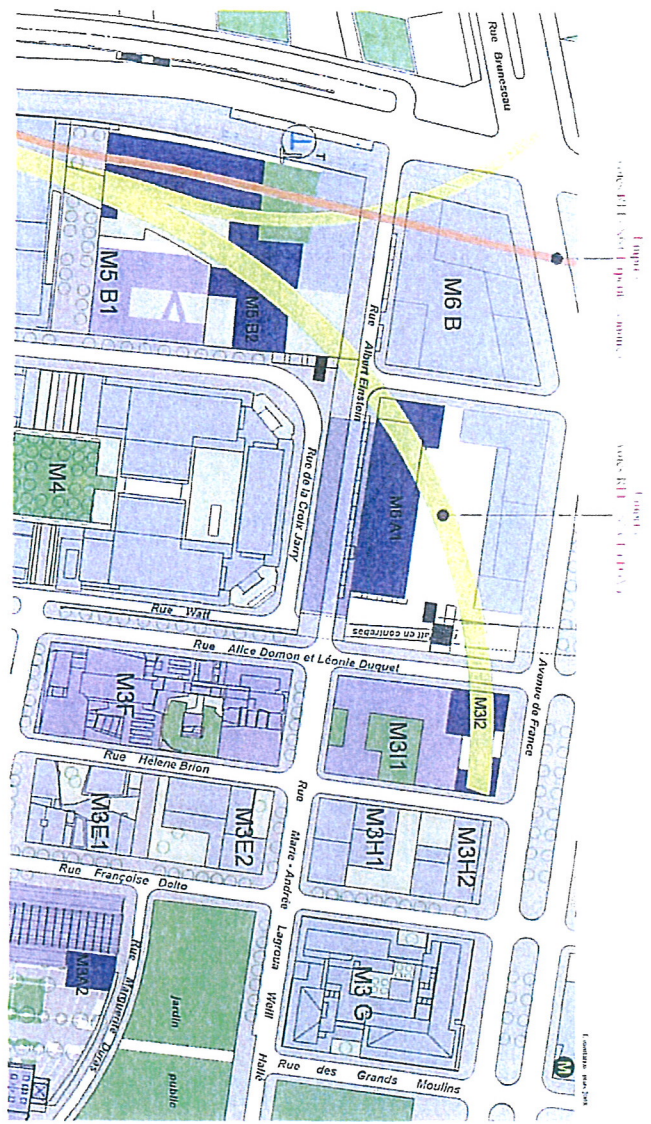 Rue Bruneseau
T
M6 B
M5 B1
M5 B2
V
Rue Albert Einstein
M6 A1
Rue de la Croix Jarry
M4
Rue Watt
Rue Alice Domon et Léonie Duquet
Avenue de France
M3F
M3I1
M3I2
Rue Hélène Brion
M3E1
M3E2
Rue Marie - Andrée Lagroua Weill Hallé
M3H1
M3H2
Rue Françoise Dolto
M3A2
Rue Marguerite Duras
jardin
public
M3 G
Rue des Grands Moulins
M